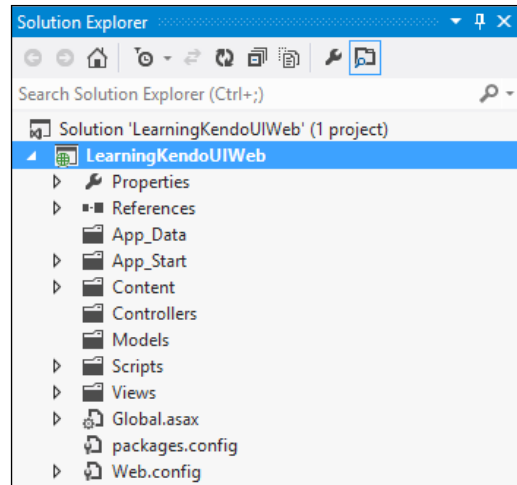 Solution Explorer
Search Solution Explorer (Ctrl+;)
Solution 'LearningKendoUIWeb' (1 project)
LearningKendoUIWeb
Properties
References
App_Data
App_Start
Content
Controllers
Models
Scripts
Views
Global.asax
packages.config
Web.config